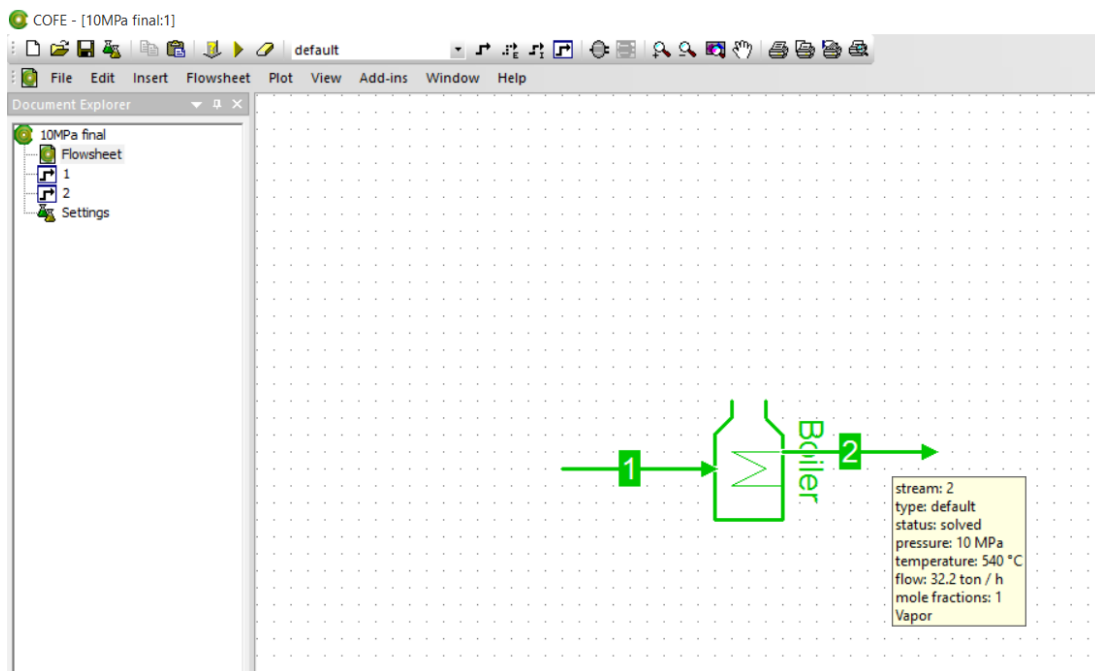 COFE - [10MPa final:1]
default
File Edit Insert Flowsheet Plot View Add-ins Window Help
Document Explorer
10MPa final
Flowsheet
1
2
Settings
1
Boiler
2
stream: 2
type: default
status: solved
pressure: 10 MPa
temperature: 540 °C
flow: 32.2 ton / h
mole fractions: 1
Vapor